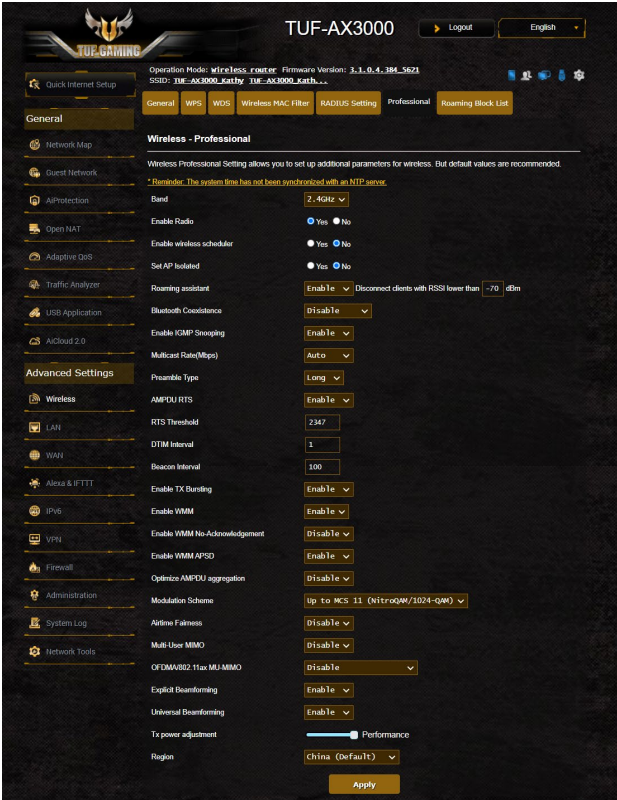 TUF GAMING
TUF-AX3000
Logout
English
Operation Mode: Wireless router Firmware Version: 3.1.0.4.384_5621
SSID: TUF-AX3000_Kathy TUF-AX3000_Kath...
Quick Internet Setup
General WPS WDS Wireless MAC Filter RADIUS Setting Professional Roaming Block List
General
Network Map
Guest Network
AiProtection
Open NAT
Adaptive QoS
Traffic Analyzer
USB Application
AiCloud 2.0
Advanced Settings
Wireless
LAN
WAN
Alexa & IFTTT
IPv6
VPN
Firewall
Administration
System Log
Network Tools
Wireless - Professional
Wireless Professional Setting allows you to set up additional parameters for wireless. But default values are recommended.
* Reminder: The system time has not been synchronized with an NTP server.
Band 2.4GHz
Enable Radio Yes No
Enable wireless scheduler Yes No
Set AP Isolated Yes No
Roaming assistant Enable Disconnect clients with RSSI lower than -70 dBm
Bluetooth Coexistence Disable
Enable IGMP Snooping Enable
Multicast Rate(Mbps) Auto
Preamble Type Long
AMPDU RTS Enable
RTS Threshold 2347
DTIM Interval 1
Beacon Interval 100
Enable TX Bursting Enable
Enable WMM Enable
Enable WMM No-Acknowledgement Disable
Enable WMM APSD Enable
Optimize AMPDU aggregation Disable
Modulation Scheme Up to MCS 11 (NitroQAM/1024-QAM)
Airtime Fairness Disable
Multi-User MIMO Disable
OFDMA/802.11ax MU-MIMO Disable
Explicit Beamforming Enable
Universal Beamforming Enable
Tx power adjustment Performance
Region China (Default)
Apply